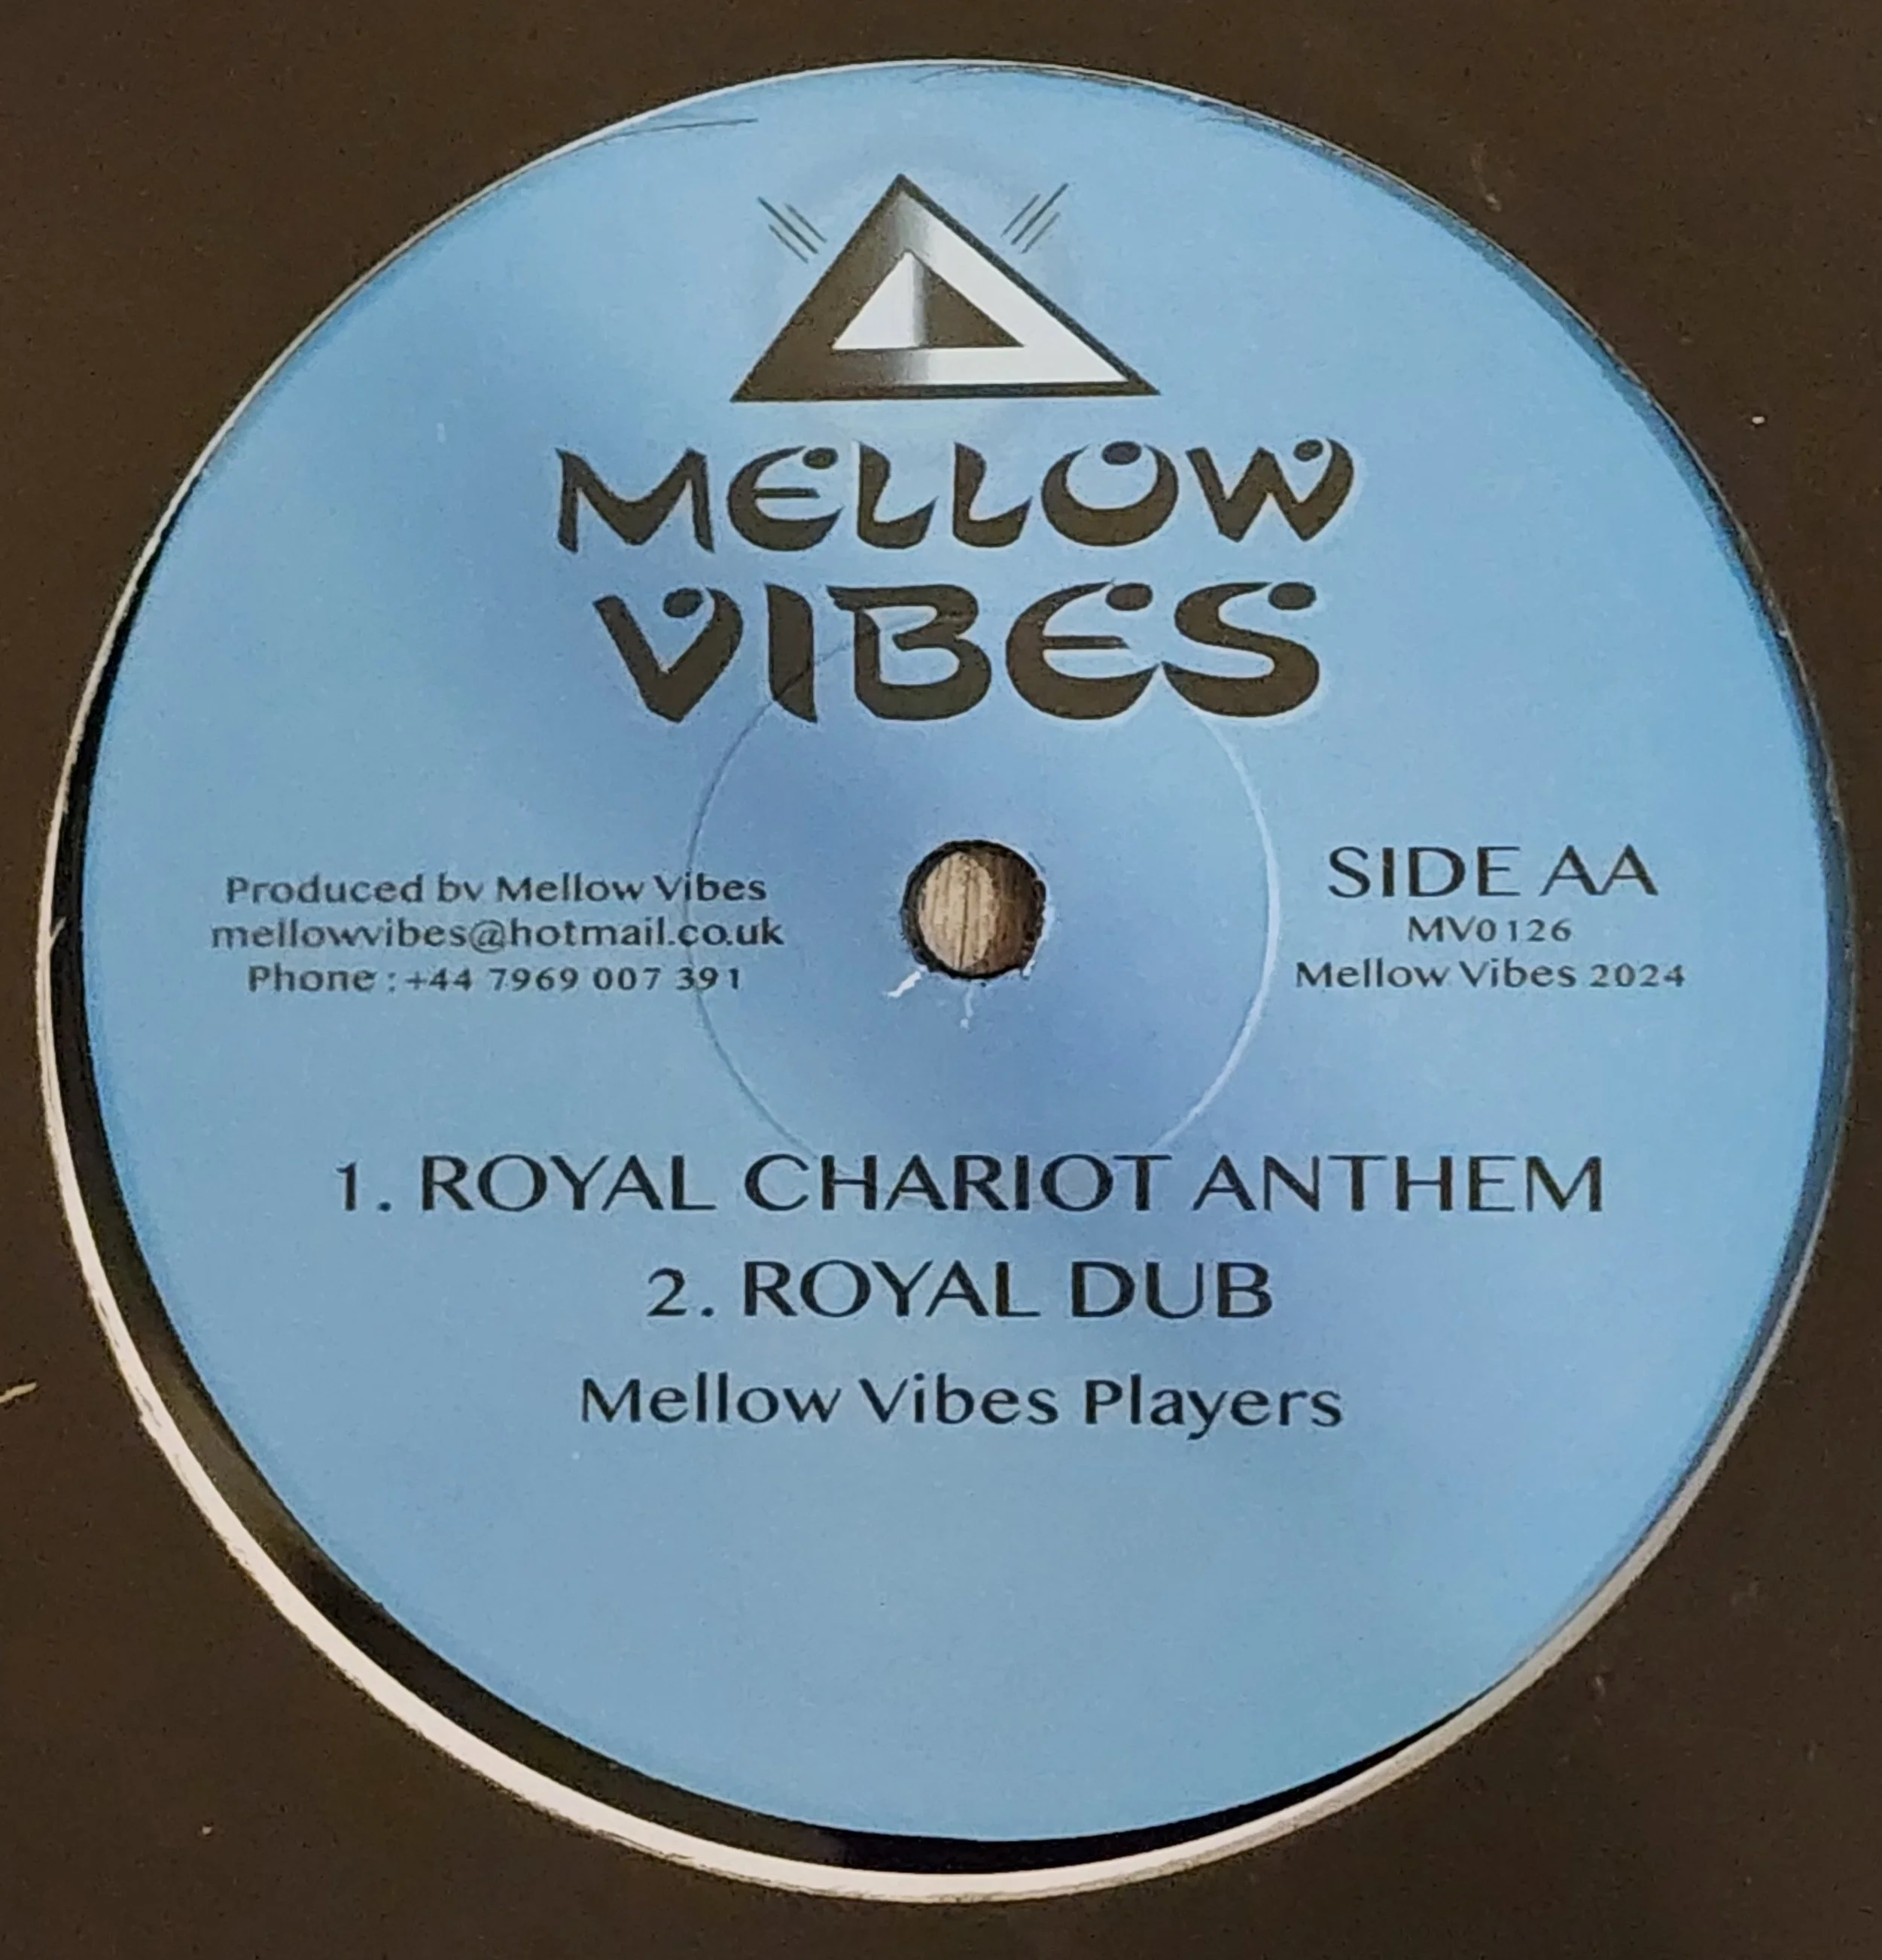 MELLOW
VIBES
Produced by Mellow Vibes
mellowvibes@hotmail.co.uk
Phone : +44 7969 007 391
SIDE AA
MV0126
Mellow Vibes 2024
1. ROYAL CHARIOT ANTHEM
2. ROYAL DUB
Mellow Vibes Players